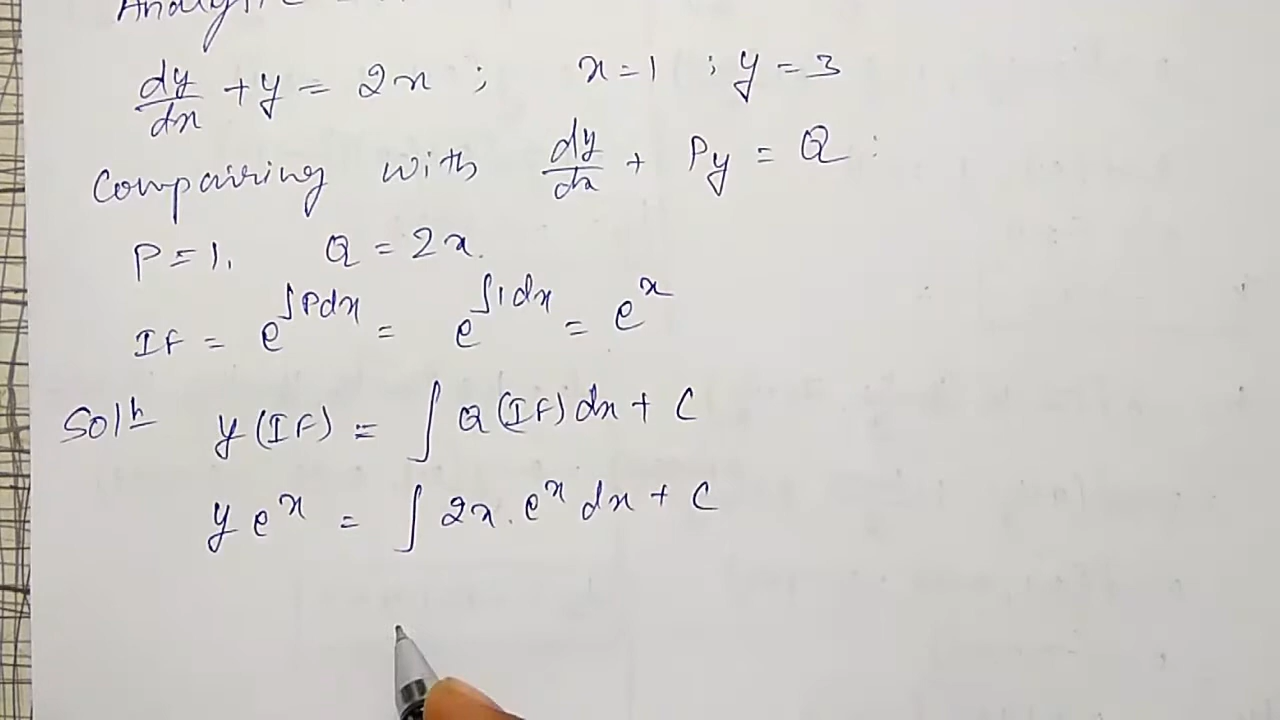 dy/dx + y = 2x ; x = 1 ; y = 3
Compairing with dy/dx + Py = Q :
P = 1, Q = 2x.
IF = e^∫Pdx = e^∫1dx = e^x
Solⁿ y (IF) = ∫ Q (IF) dx + C
y e^x = ∫ 2x . e^x dx + C